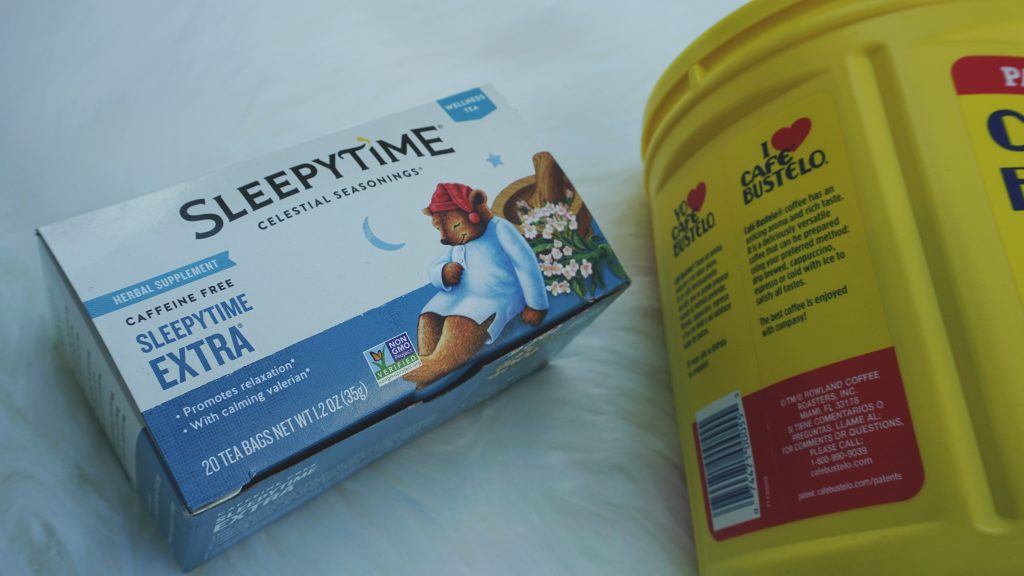 WELLNESS
TEA
SLEEPYTIME®
CELESTIAL SEASONINGS®
HERBAL SUPPLEMENT
CAFFEINE FREE
SLEEPYTIME
EXTRA®
• Promotes relaxation*
• With calming valerian*
NON
GMO
Project
VERIFIED
20 TEA BAGS NET WT 1.2 OZ (35g)
EXTRA
YO
CAFÉ
BUSTELO
I
CAFÉ
BUSTELO.
Café Bustelo® coffee has an
enticing aroma and rich taste.
It is a deliciously versatile
coffee that can be prepared
using your preferred method:
brewed, cappuccino,
espresso or cold with ice to
satisfy all tastes.
The best coffee is enjoyed
with company!
©/TM/® ROWLAND COFFEE
ROASTERS, INC.
MIAMI, FL 33178
SI TIENE COMENTARIOS O
PREGUNTAS, LLAME AL:
FOR COMMENTS OR QUESTIONS,
PLEASE CALL:
1-800-990-9039
cafebustelo.com
patent: cafebustelo.com/patents